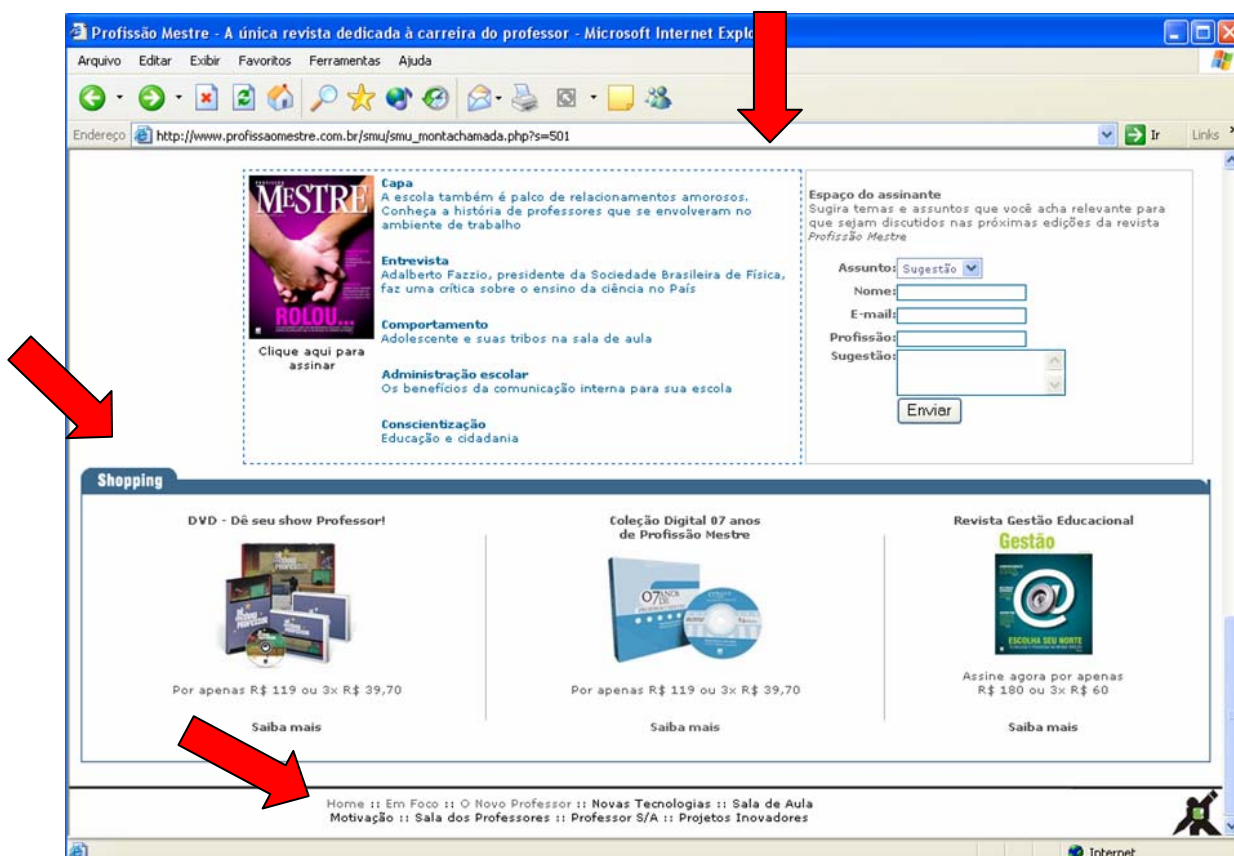 Profissão Mestre - A única revista dedicada à carreira do professor - Microsoft Internet Explo
Arquivo Editar Exibir Favoritos Ferramentas Ajuda
Endereço http://www.profissaomestre.com.br/smu/smu_montachamada.php?s=501 Ir Links
MESTRE
ROLOU...
Clique aqui para
assinar
Capa
A escola também é palco de relacionamentos amorosos.
Conheça a história de professores que se envolveram no
ambiente de trabalho
Entrevista
Adalberto Fazzio, presidente da Sociedade Brasileira de Física,
faz uma crítica sobre o ensino da ciência no País
Comportamento
Adolescente e suas tribos na sala de aula
Administração escolar
Os benefícios da comunicação interna para sua escola
Conscientização
Educação e cidadania
Espaço do assinante
Sugira temas e assuntos que você acha relevante para
que sejam discutidos nas próximas edições da revista
Profissão Mestre
Assunto: Sugestão
Nome:
E-mail:
Profissão:
Sugestão:
Enviar
Shopping
DVD - Dê seu show Professor!
Por apenas R$ 119 ou 3x R$ 39,70
Saiba mais
Coleção Digital 07 anos
de Profissão Mestre
07 ANOS
DE
Por apenas R$ 119 ou 3x R$ 39,70
Saiba mais
Revista Gestão Educacional
Gestão
ESCOLHA SEU NORTE
Assine agora por apenas
R$ 180 ou 3x R$ 60
Saiba mais
Home :: Em Foco :: O Novo Professor :: Novas Tecnologias :: Sala de Aula
Motivação :: Sala dos Professores :: Professor S/A :: Projetos Inovadores
Internet